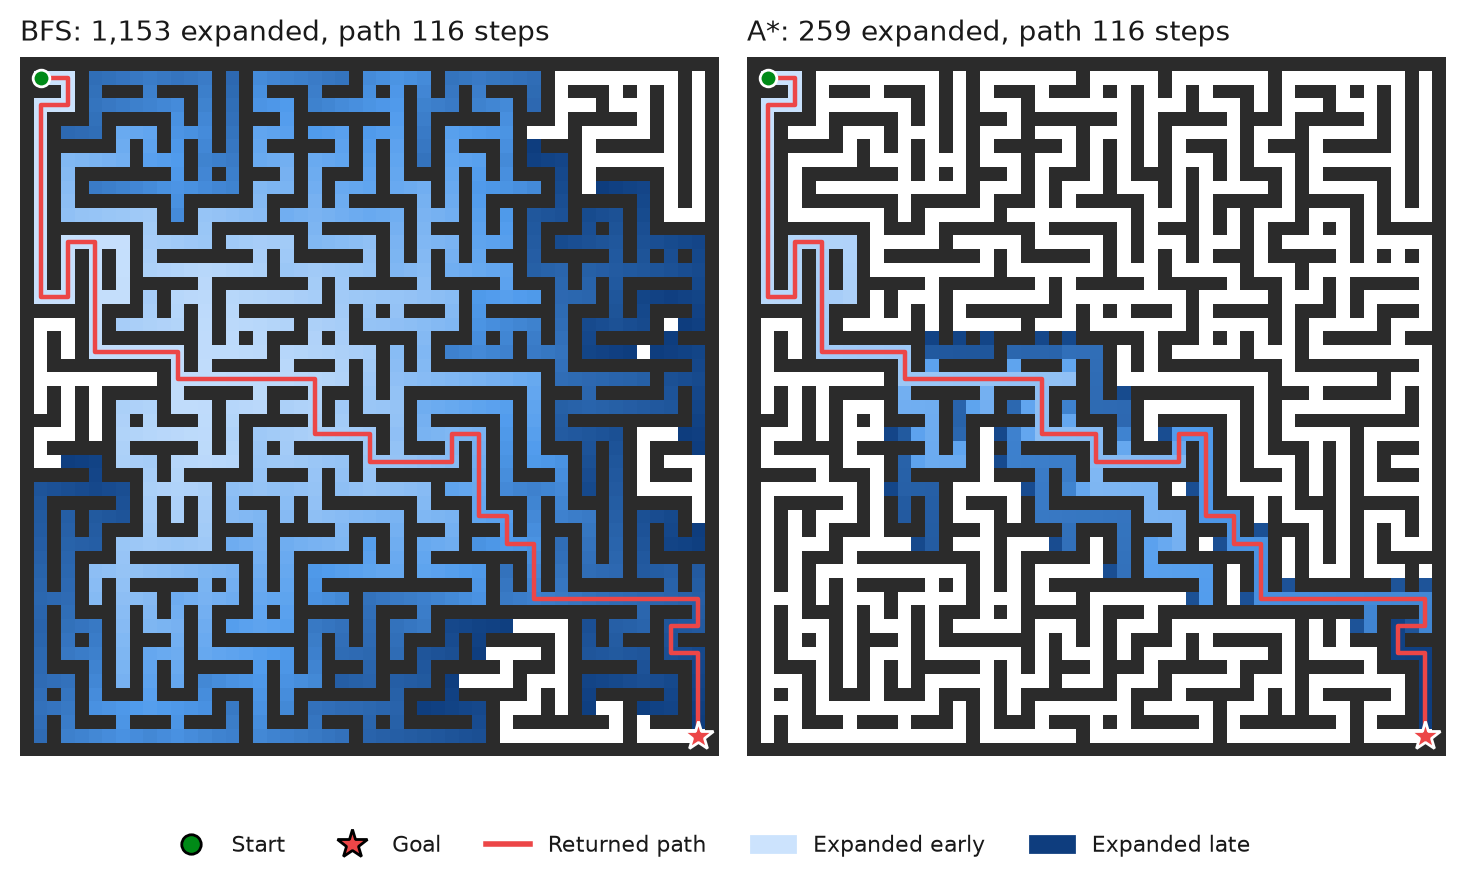 BFS: 1,153 expanded, path 116 steps
A*: 259 expanded, path 116 steps
Start
Goal
Returned path
Expanded early
Expanded late